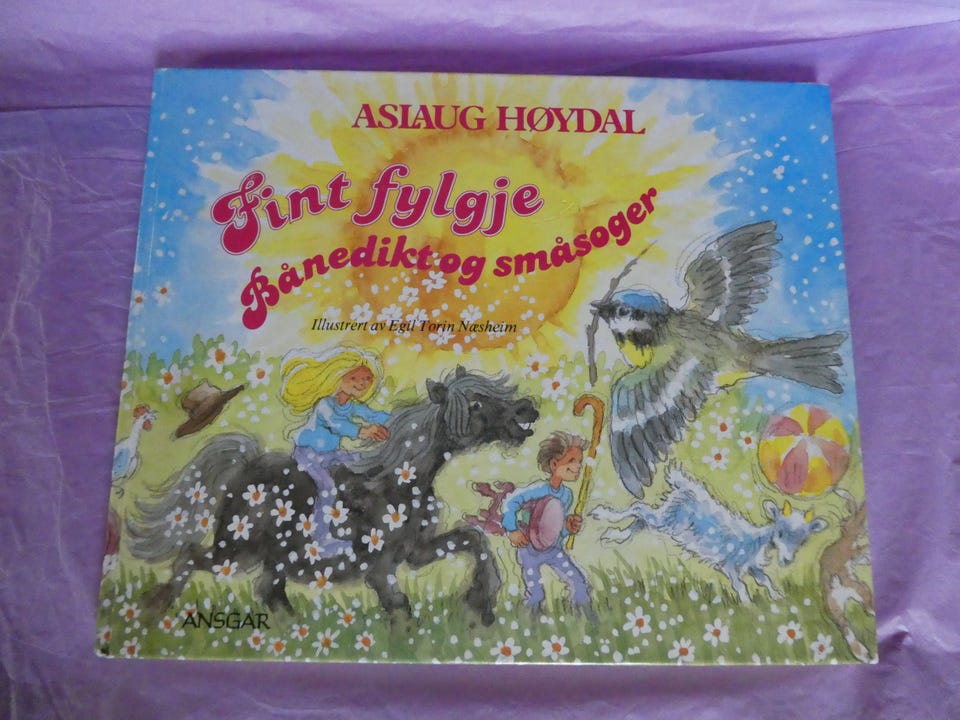 ASLAUG HØYDAL
Fint fylgje
Bånedikt og småsoger
Illustrert av Egil Torin Næsheim
ANSGAR